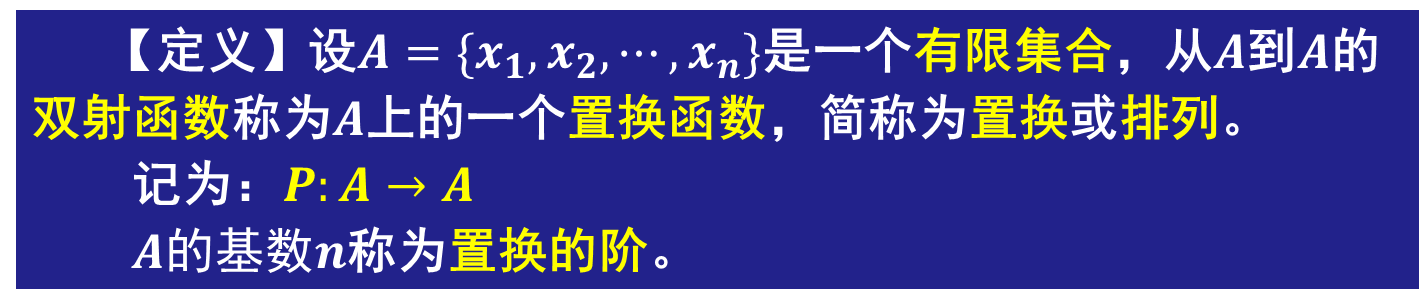 【定义】设A = {x₁, x₂, ⋯, xₙ}是一个有限集合，从A到A的
双射函数称为A上的一个置换函数，简称为置换或排列。
记为：P: A → A
A的基数n称为置换的阶。